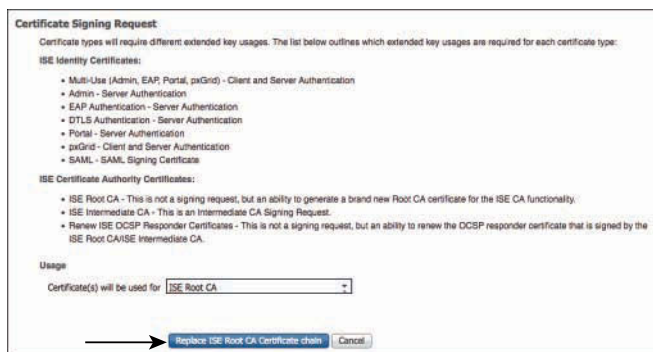 Certificate Signing Request
Certificate types will require different extended key usages. The list below outlines which extended key usages are required for each certificate type:
ISE Identity Certificates:
• Multi-Use (Admin, EAP, Portal, pxGrid) - Client and Server Authentication
• Admin - Server Authentication
• EAP Authentication - Server Authentication
• DTLS Authentication - Server Authentication
• Portal - Server Authentication
• pxGrid - Client and Server Authentication
• SAML - SAML Signing Certificate
ISE Certificate Authority Certificates:
• ISE Root CA - This is not a signing request, but an ability to generate a brand new Root CA certificate for the ISE CA functionality.
• ISE Intermediate CA - This is an Intermediate CA Signing Request.
• Renew ISE OCSP Responder Certificates - This is not a signing request, but an ability to renew the OCSP responder certificate that is signed by the
ISE Root CA/ISE Intermediate CA.
Usage
Certificate(s) will be used for ISE Root CA
Replace ISE Root CA Certificate chain Cancel